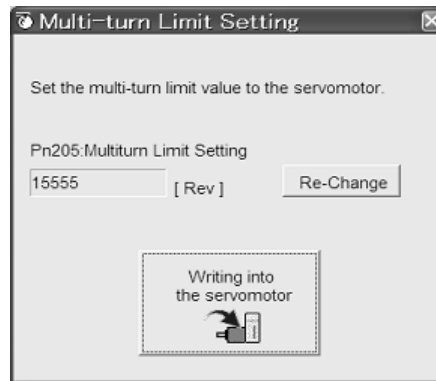 Multi-turn Limit Setting
Set the multi-turn limit value to the servomotor.
Pn205:Multiturn Limit Setting
15555 [ Rev ] Re-Change
Writing into
the servomotor